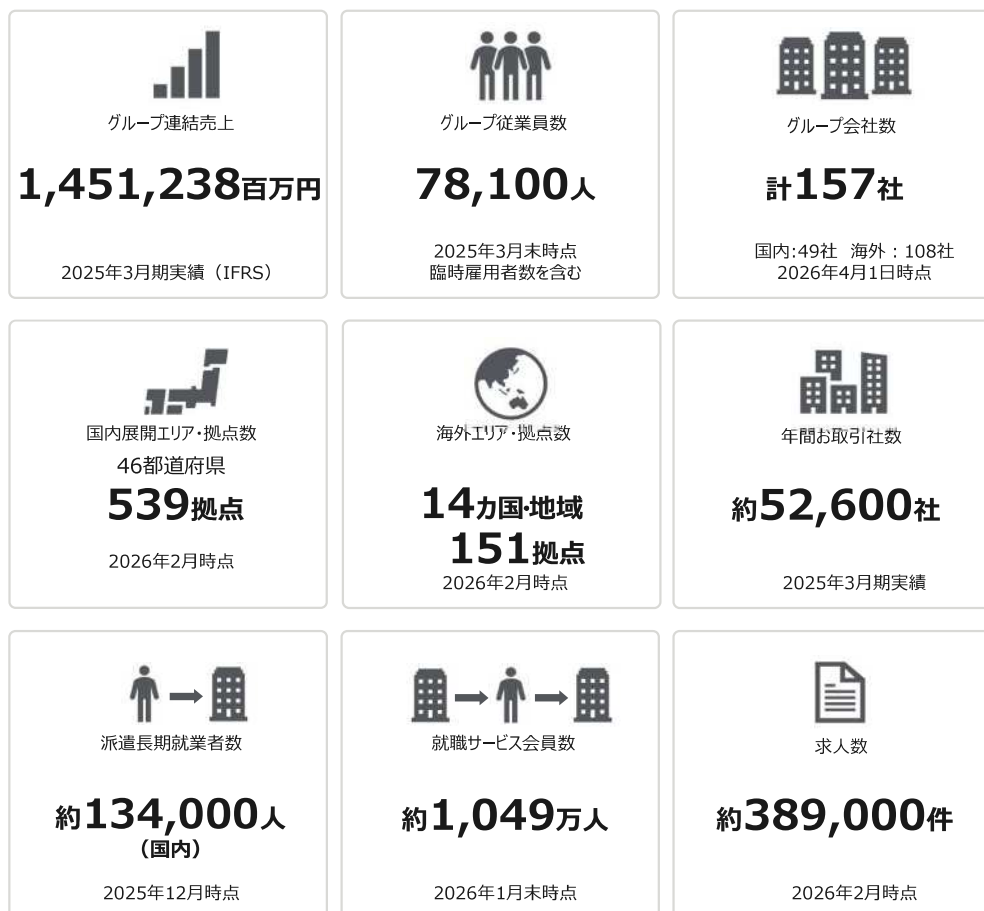 グループ連結売上
1,451,238百万円
2025年3月期実績（IFRS）
グループ従業員数
78,100人
2025年3月末時点
臨時雇用者数を含む
グループ会社数
計157社
国内:49社 海外：108社
2026年4月1日時点
国内展開エリア・拠点数
46都道府県
539拠点
2026年2月時点
海外エリア・拠点数
14カ国・地域
151拠点
2026年2月時点
年間お取引社数
約52,600社
2025年3月期実績
派遣長期就業者数
約134,000人
（国内）
2025年12月時点
就職サービス会員数
約1,049万人
2026年1月末時点
求人数
約389,000件
2026年2月時点